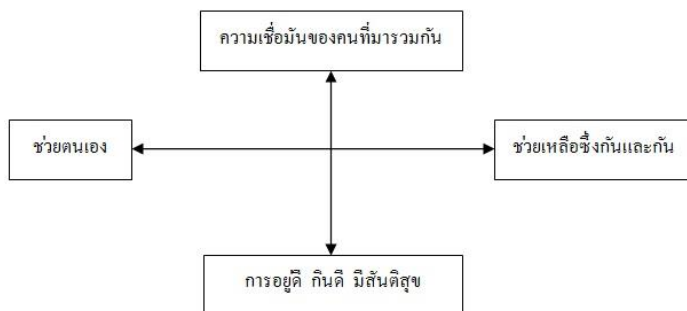 ความเชื่อมั่นของคนที่มารวมกัน
ช่วยตนเอง
ช่วยเหลือซึ่งกันและกัน
การอยู่ดี กินดี มีสันติสุข